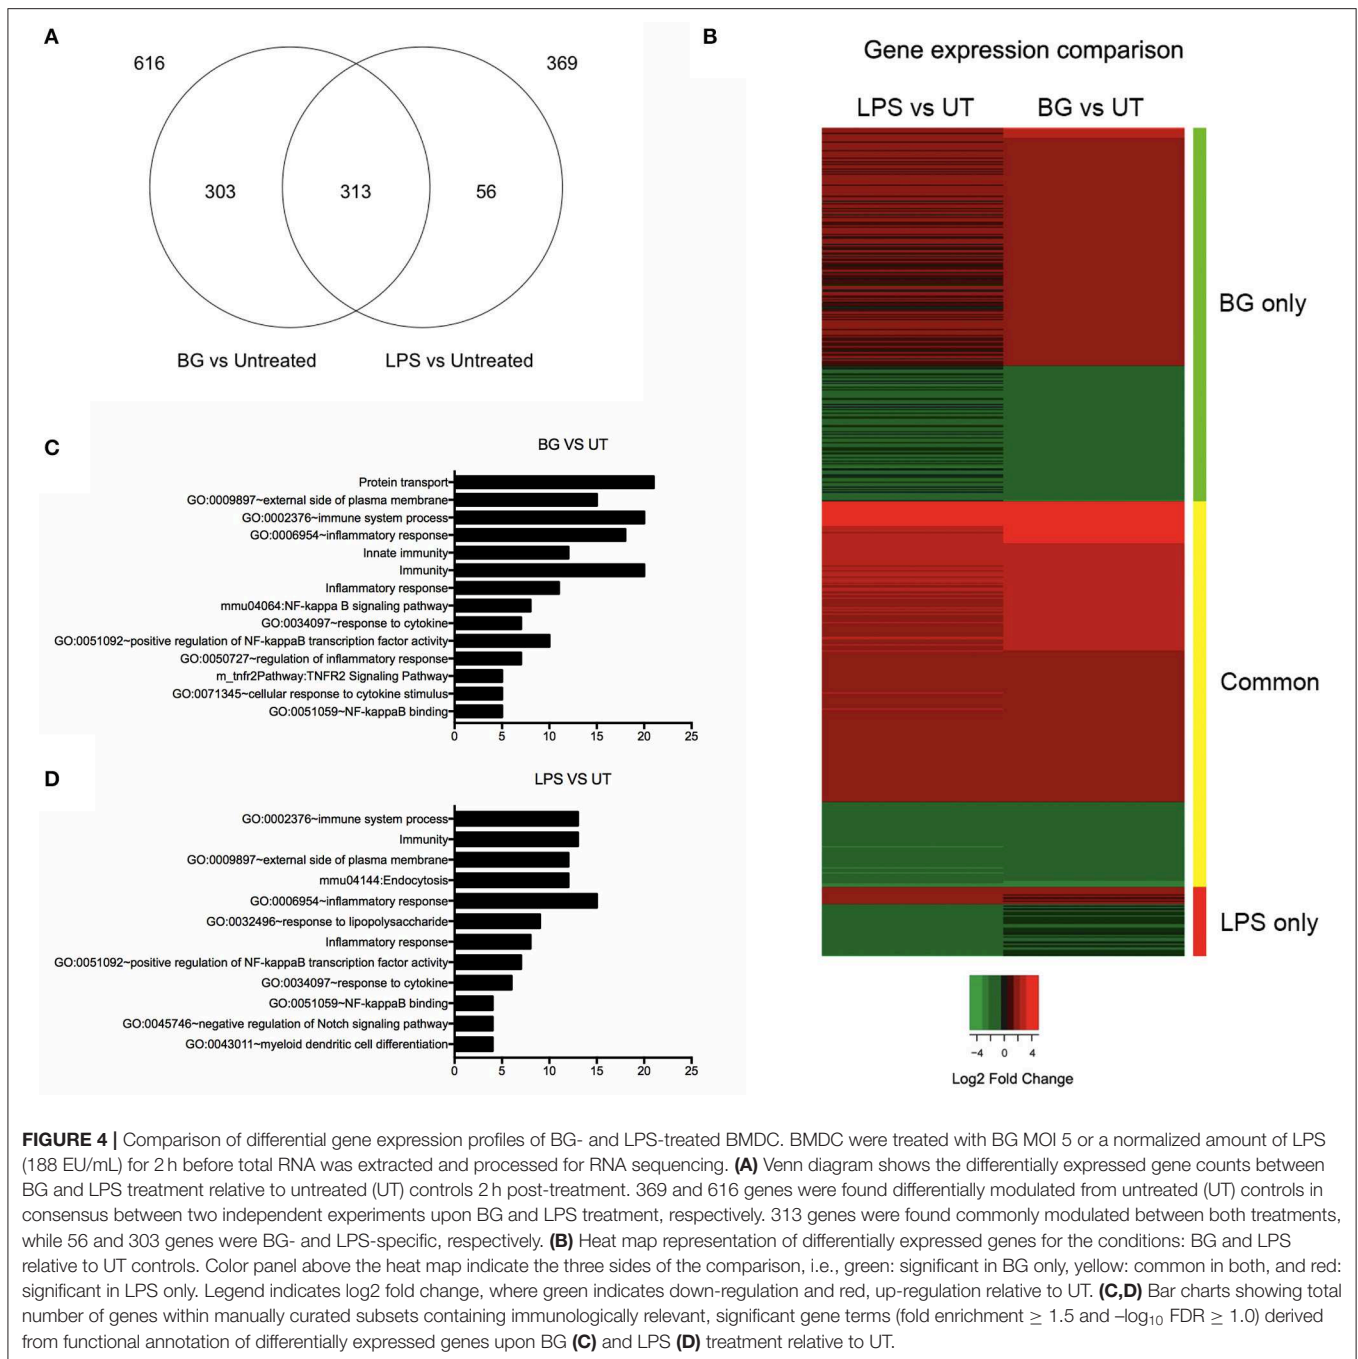 A
616
369
303
313
56
BG vs Untreated
LPS vs Untreated
B
Gene expression comparison
LPS vs UT
BG vs UT
BG only
Common
LPS only
−4 0 4
Log2 Fold Change
C
BG VS UT
Protein transport
GO:0009897~external side of plasma membrane
GO:0002376~immune system process
GO:0006954~inflammatory response
Innate immunity
Immunity
Inflammatory response
mmu04064:NF-kappa B signaling pathway
GO:0034097~response to cytokine
GO:0051092~positive regulation of NF-kappaB transcription factor activity
GO:0050727~regulation of inflammatory response
m_tnfr2Pathway:TNFR2 Signaling Pathway
GO:0071345~cellular response to cytokine stimulus
GO:0051059~NF-kappaB binding
0 5 10 15 20 25
D
LPS VS UT
GO:0002376~immune system process
Immunity
GO:0009897~external side of plasma membrane
mmu04144:Endocytosis
GO:0006954~inflammatory response
GO:0032496~response to lipopolysaccharide
Inflammatory response
GO:0051092~positive regulation of NF-kappaB transcription factor activity
GO:0034097~response to cytokine
GO:0051059~NF-kappaB binding
GO:0045746~negative regulation of Notch signaling pathway
GO:0043011~myeloid dendritic cell differentiation
0 5 10 15 20 25
FIGURE 4 | Comparison of differential gene expression profiles of BG- and LPS-treated BMDC. BMDC were treated with BG MOI 5 or a normalized amount of LPS
(188 EU/mL) for 2 h before total RNA was extracted and processed for RNA sequencing. (A) Venn diagram shows the differentially expressed gene counts between
BG and LPS treatment relative to untreated (UT) controls 2 h post-treatment. 369 and 616 genes were found differentially modulated from untreated (UT) controls in
consensus between two independent experiments upon BG and LPS treatment, respectively. 313 genes were found commonly modulated between both treatments,
while 56 and 303 genes were BG- and LPS-specific, respectively. (B) Heat map representation of differentially expressed genes for the conditions: BG and LPS
relative to UT controls. Color panel above the heat map indicate the three sides of the comparison, i.e., green: significant in BG only, yellow: common in both, and red:
significant in LPS only. Legend indicates log2 fold change, where green indicates down-regulation and red, up-regulation relative to UT. (C,D) Bar charts showing total
number of genes within manually curated subsets containing immunologically relevant, significant gene terms (fold enrichment ≥ 1.5 and –log₁₀ FDR ≥ 1.0) derived
from functional annotation of differentially expressed genes upon BG (C) and LPS (D) treatment relative to UT.